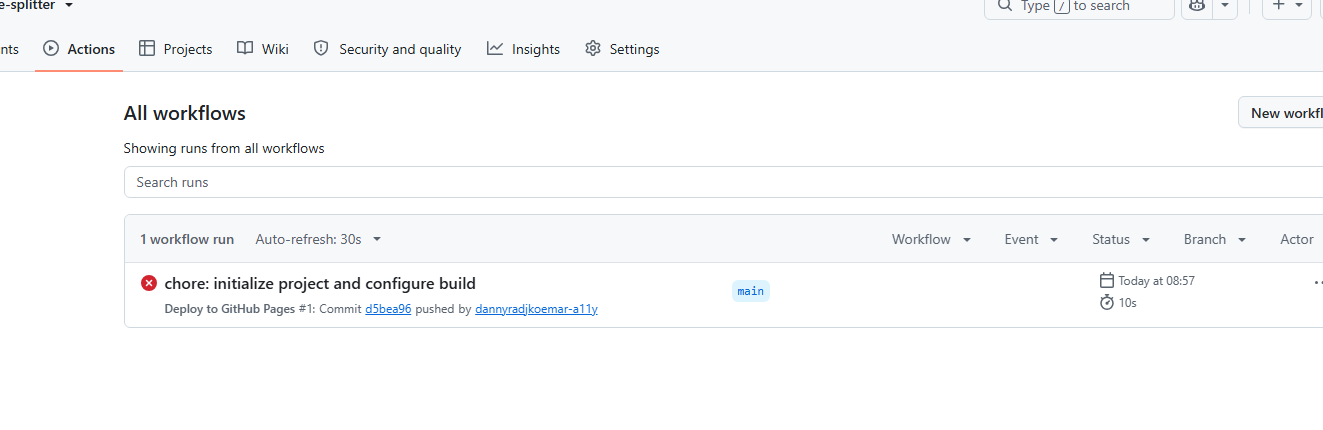 e-splitter
Type / to search
nts Actions Projects Wiki Security and quality Insights Settings
All workflows
New workfl
Showing runs from all workflows
Search runs
1 workflow run Auto-refresh: 30s Workflow Event Status Branch Actor
chore: initialize project and configure build
main
Today at 08:57
Deploy to GitHub Pages #1: Commit d5bea96 pushed by dannyradjkoemar-a11y
10s